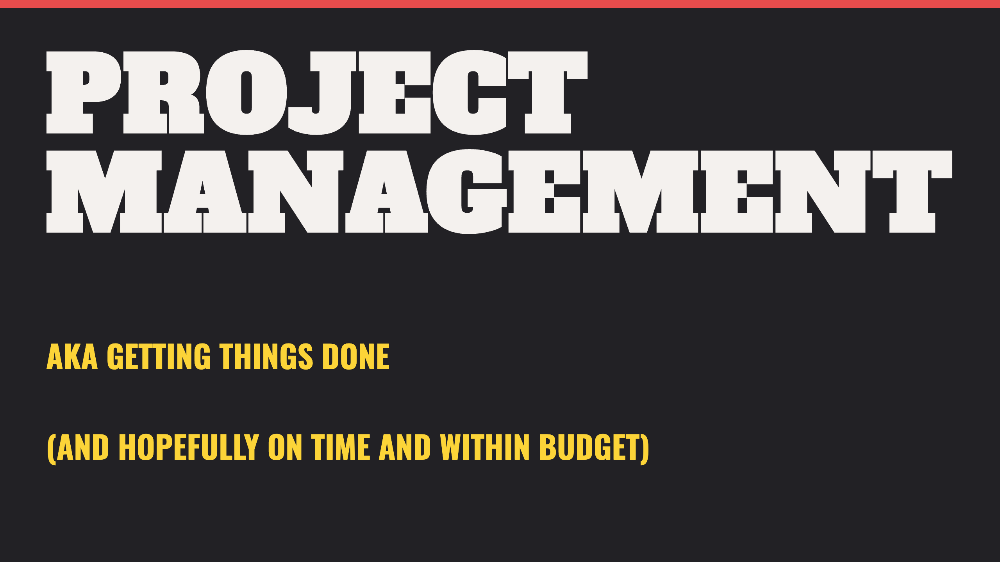 PROJECT
MANAGEMENT
AKA GETTING THINGS DONE
(AND HOPEFULLY ON TIME AND WITHIN BUDGET)